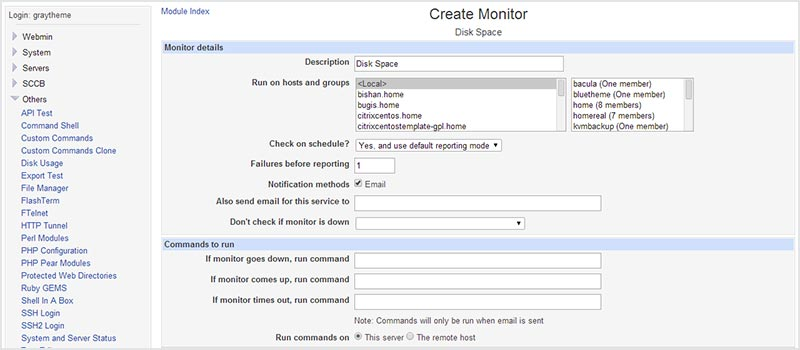 Login: graytheme
Webmin
System
Servers
SCCB
Others
API Test
Command Shell
Custom Commands
Custom Commands Clone
Disk Usage
Export Test
File Manager
FlashTerm
FTelnet
HTTP Tunnel
Perl Modules
PHP Configuration
PHP Pear Modules
Protected Web Directories
Ruby GEMS
Shell In A Box
SSH Login
SSH2 Login
System and Server Status
Module Index
Create Monitor
Disk Space
Monitor details
Description Disk Space
Run on hosts and groups
<Local>
bishan.home
bugis.home
citrixcentos.home
citrixcentostemplate-gpl.home
bacula (One member)
bluetheme (One member)
home (8 members)
homereal (7 members)
kvmbackup (One member)
Check on schedule? Yes, and use default reporting mode
Failures before reporting 1
Notification methods Email
Also send email for this service to
Don't check if monitor is down
Commands to run
If monitor goes down, run command
If monitor comes up, run command
If monitor times out, run command
Note: Commands will only be run when email is sent
Run commands on This server The remote host